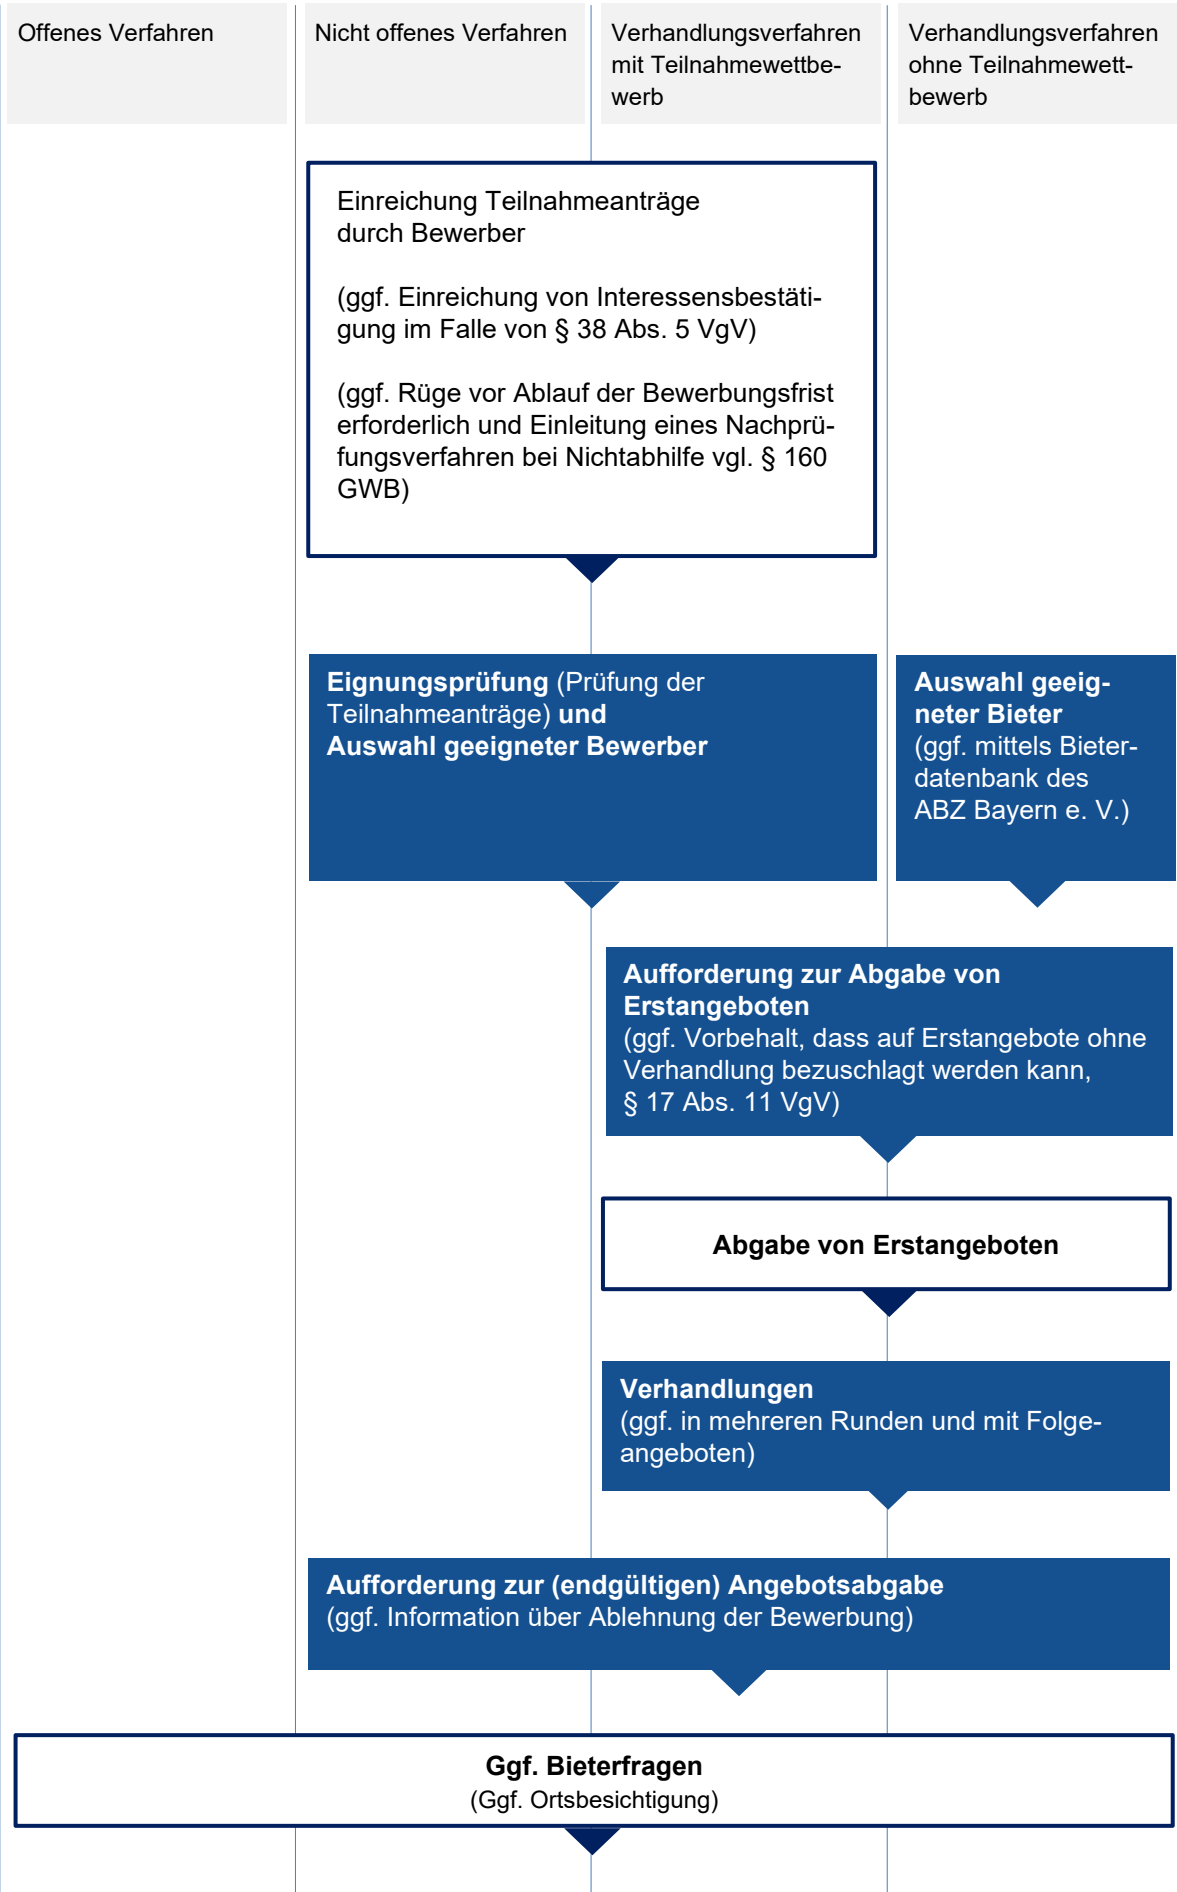 Offenes Verfahren
Nicht offenes Verfahren
Verhandlungsverfahren
mit Teilnahmewettbe-
werb
Verhandlungsverfahren
ohne Teilnahmewett-
bewerb
Einreichung Teilnahmeanträge
durch Bewerber
(ggf. Einreichung von Interessensbestäti-
gung im Falle von § 38 Abs. 5 VgV)
(ggf. Rüge vor Ablauf der Bewerbungsfrist
erforderlich und Einleitung eines Nachprü-
fungsverfahren bei Nichtabhilfe vgl. § 160
GWB)
Eignungsprüfung (Prüfung der
Teilnahmeanträge) und
Auswahl geeigneter Bewerber
Auswahl geeig-
neter Bieter
(ggf. mittels Bieter-
datenbank des
ABZ Bayern e. V.)
Aufforderung zur Abgabe von
Erstangeboten
(ggf. Vorbehalt, dass auf Erstangebote ohne
Verhandlung bezuschlagt werden kann,
§ 17 Abs. 11 VgV)
Abgabe von Erstangeboten
Verhandlungen
(ggf. in mehreren Runden und mit Folge-
angeboten)
Aufforderung zur (endgültigen) Angebotsabgabe
(ggf. Information über Ablehnung der Bewerbung)
Ggf. Bieterfragen
(Ggf. Ortsbesichtigung)